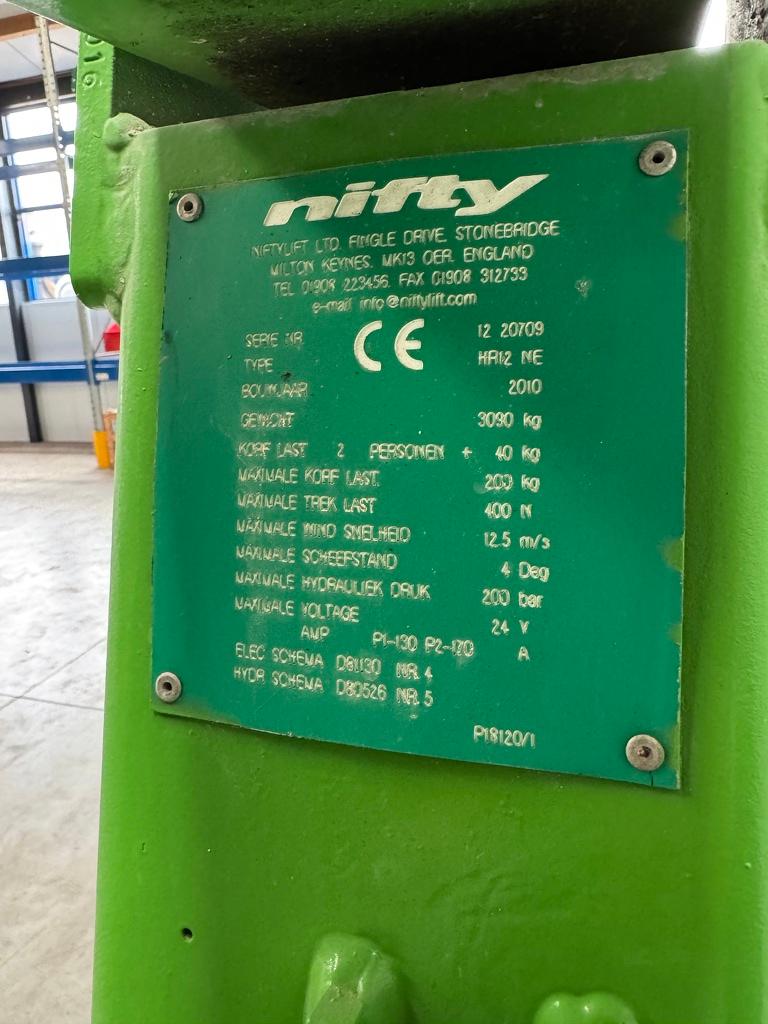 016
nifty
NIFTYLIFT LTD. FINGLE DRIVE. STONEBRIDGE
MILTON KEYNES. MK13 0ER. ENGLAND
TEL 01908 223456. FAX 01908 312733
e-mail info@niftylift.com
CE
SERIE NR 12 20709
TYPE HR12 NE
BOUWJAAR 2010
GEWICHT 3090 kg
KORF LAST 2 PERSONEN + 40 kg
MAXIMALE KORF LAST 200 kg
MAXIMALE TREK LAST 400 N
MAXIMALE WIND SNELHEID 12.5 m/s
MAXIMALE SCHEEFSTAND 4 Deg
MAXIMALE HYDRAULIEK DRUK 200 bar
MAXIMALE VOLTAGE 24 V
AMP P1-130 P2-170 A
ELEC SCHEMA D81130 NR. 4
HYDR SCHEMA D80526 NR. 5
P18120/1